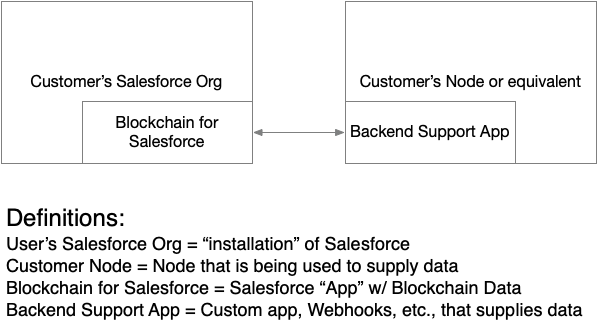 Customer’s Salesforce Org
Blockchain for
Salesforce
Customer’s Node or equivalent
Backend Support App
Definitions:
User’s Salesforce Org = “installation” of Salesforce
Customer Node = Node that is being used to supply data
Blockchain for Salesforce = Salesforce “App” w/ Blockchain Data
Backend Support App = Custom app, Webhooks, etc., that supplies data